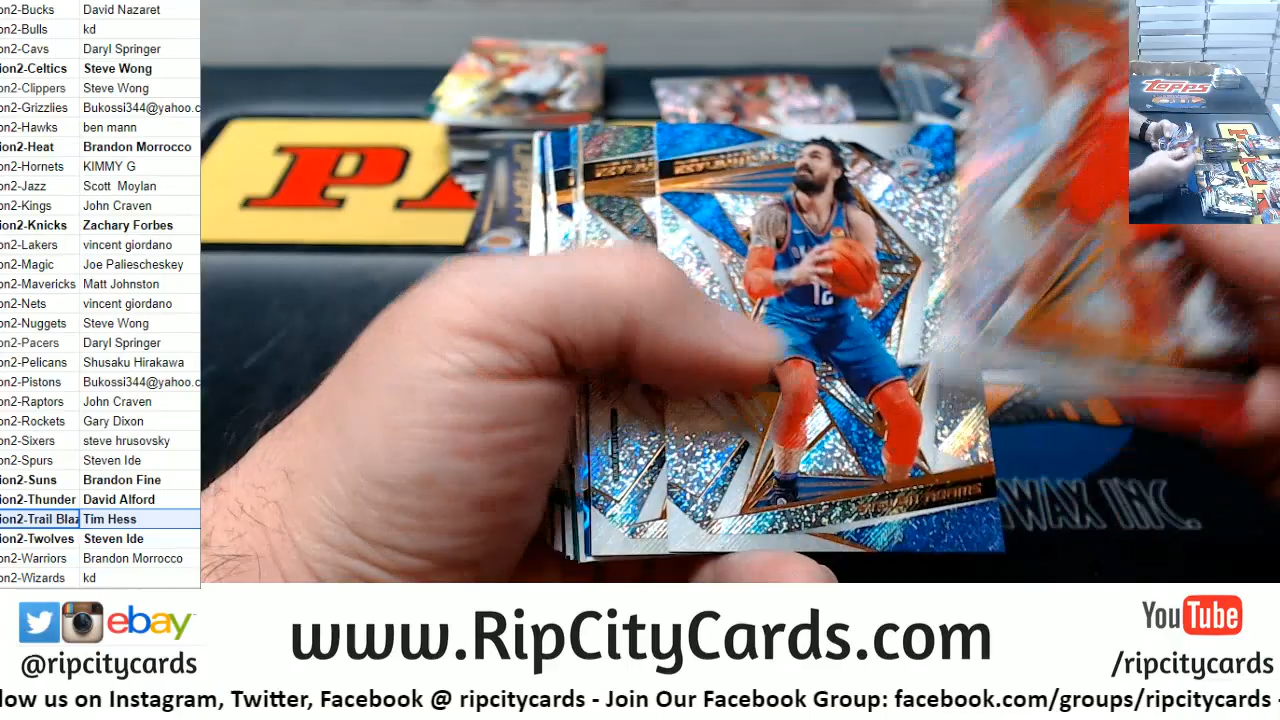 on2-Bucks David Nazaret
on2-Bulls kd
on2-Cavs Daryl Springer
ion2-Celtics Steve Wong
on2-Clippers Steve Wong
on2-Grizzlies Bukossi344@yahoo.c
on2-Hawks ben mann
ion2-Heat Brandon Morrocco
on2-Hornets KIMMY G
on2-Jazz Scott Moylan
on2-Kings John Craven
ion2-Knicks Zachary Forbes
on2-Lakers vincent giordano
on2-Magic Joe Paliescheskey
on2-Mavericks Matt Johnston
on2-Nets vincent giordano
on2-Nuggets Steve Wong
on2-Pacers Daryl Springer
on2-Pelicans Shusaku Hirakawa
on2-Pistons Bukossi344@yahoo.c
on2-Raptors John Craven
on2-Rockets Gary Dixon
on2-Sixers steve hrusovsky
on2-Spurs Steven Ide
ion2-Suns Brandon Fine
ion2-Thunder David Alford
ion2-Trail Blaz Tim Hess
ion2-Twolves Steven Ide
on2-Warriors Brandon Morrocco
on2-Wizards kd
PA
12
ADAMS
WAX INC.
Topps
ebay
@ripcitycards
www.RipCityCards.com
YouTube
/ripcitycards
low us on Instagram, Twitter, Facebook @ ripcitycards - Join Our Facebook Group: facebook.com/groups/ripcitycards -